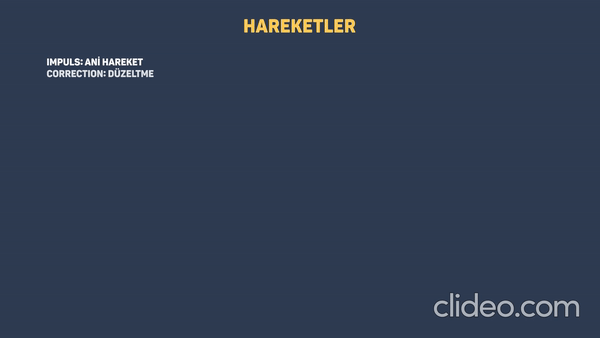 HAREKETLER
IMPULS: ANİ HAREKET
CORRECTION: DÜZELTME
clideo.com